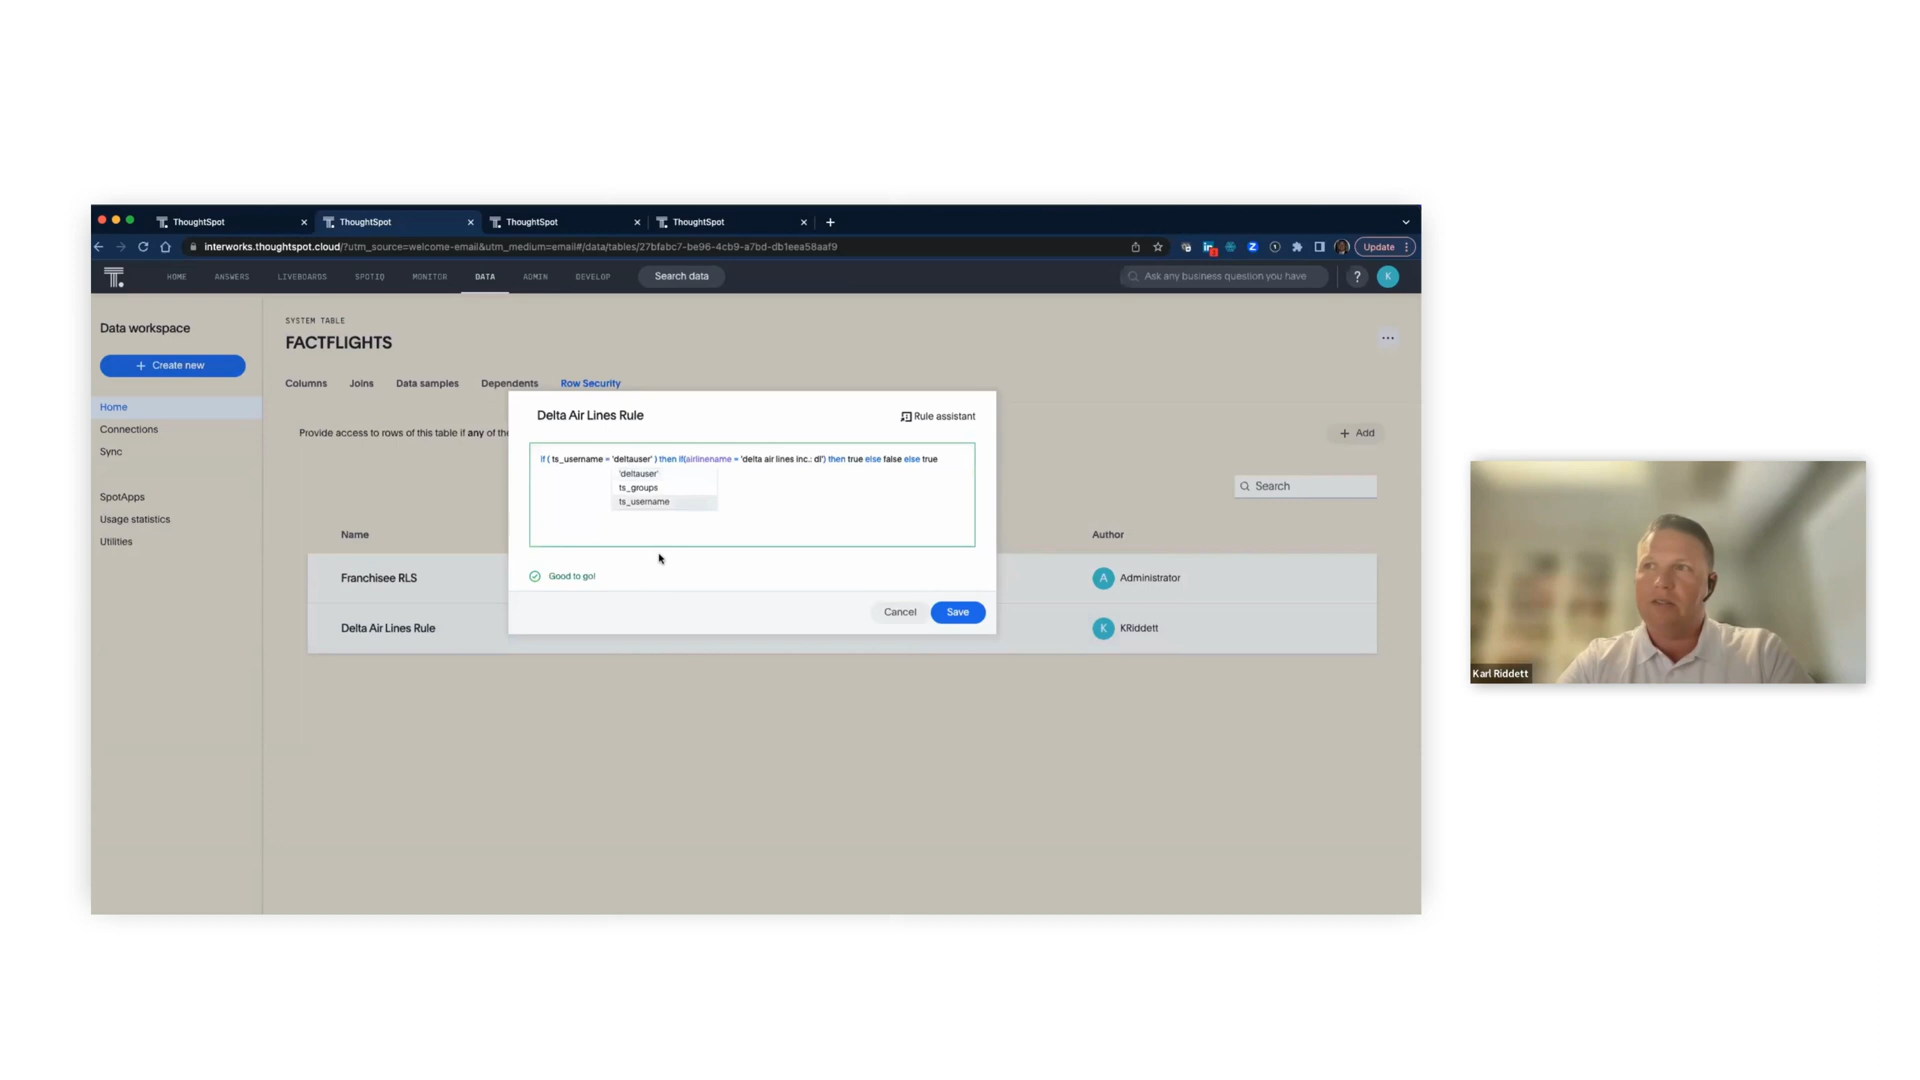 ThoughtSpot
ThoughtSpot
ThoughtSpot
ThoughtSpot
interworks.thoughtspot.cloud/?utm_source=welcome-email&utm_medium=email#/data/tables/27bfabc7-be96-4cb9-a7bd-db1eea58aaf9
Update
HOME
ANSWERS
LIVEBOARDS
SPOTIQ
MONITOR
DATA
ADMIN
DEVELOP
Search data
Ask any business question you have
?
K
Data workspace
+ Create new
Home
Connections
Sync
SpotApps
Usage statistics
Utilities
SYSTEM TABLE
FACTFLIGHTS
Columns
Joins
Data samples
Dependents
Row Security
Provide access to rows of this table if any of the
+ Add
Search
Name
Author
Franchisee RLS
A
Administrator
Delta Air Lines Rule
K
KRiddett
Delta Air Lines Rule
Rule assistant
if ( ts_username = 'deltauser' ) then if(airlinename = 'delta air lines inc.: dl') then true else false else true
'deltauser'
ts_groups
ts_username
Good to go!
Cancel
Save
Karl Riddett